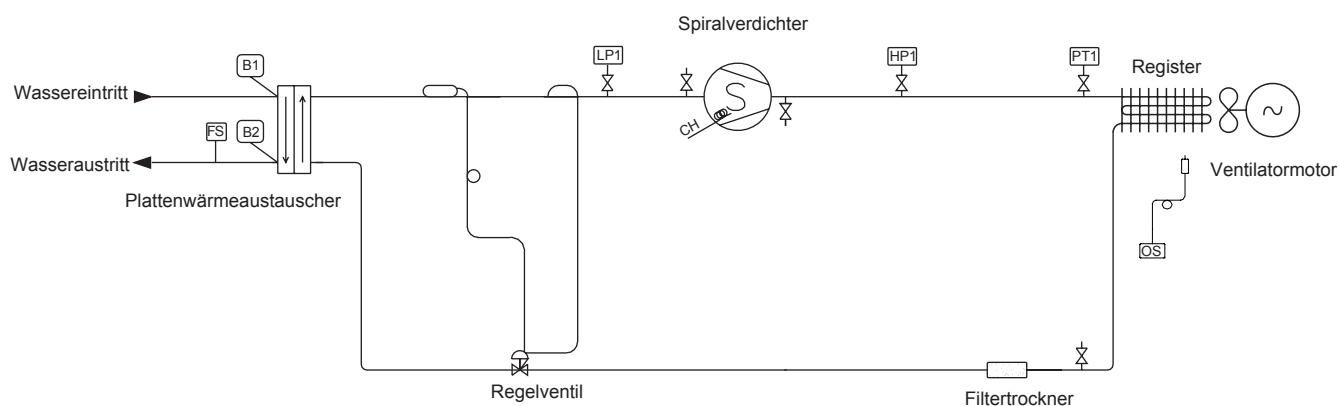 Spiralverdichter
LP1
HP1
PT1
Register
B1
Wassereintritt
S
CH
FS
B2
Wasseraustritt
Ventilatormotor
Plattenwärmeaustauscher
OS
Regelventil
Filtertrockner